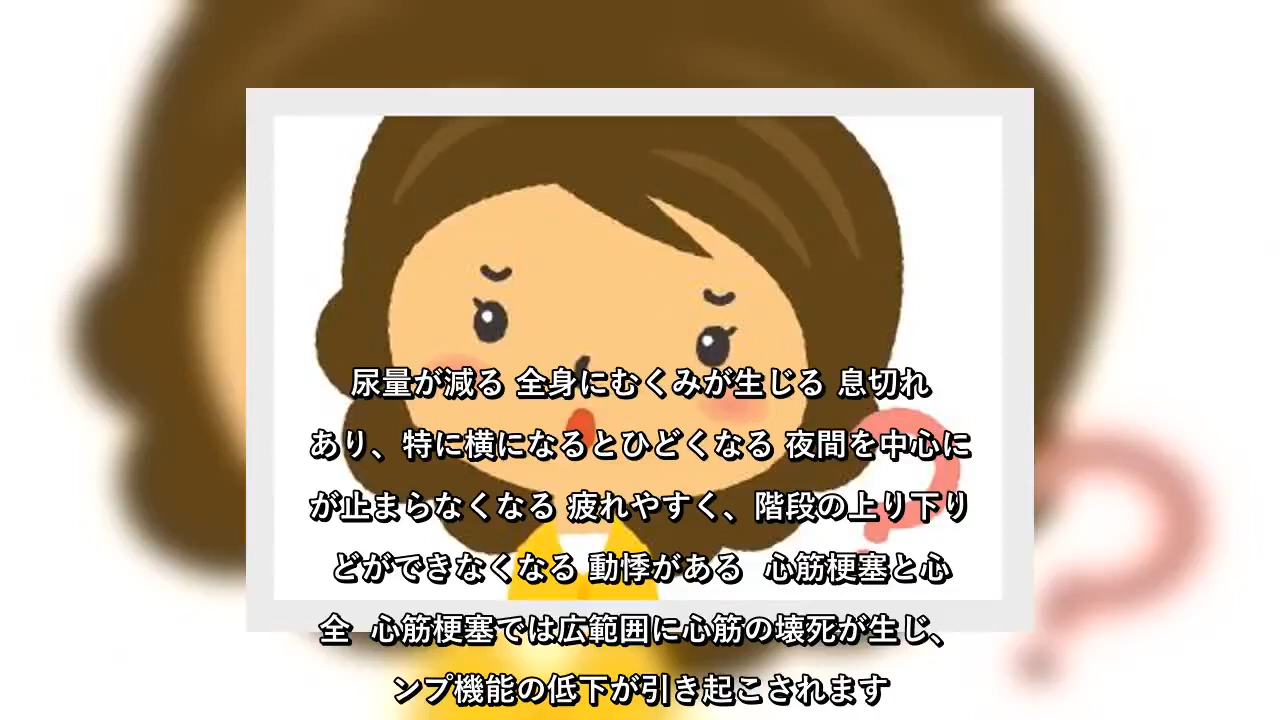 尿量が減る 全身にむくみが生じる 息切れ
あり、特に横になるとひどくなる 夜間を中心に
が止まらなくなる 疲れやすく、階段の上り下り
どができなくなる 動悸がある 心筋梗塞と心
全 心筋梗塞では広範囲に心筋の壊死が生じ、
ンプ機能の低下が引き起こされます